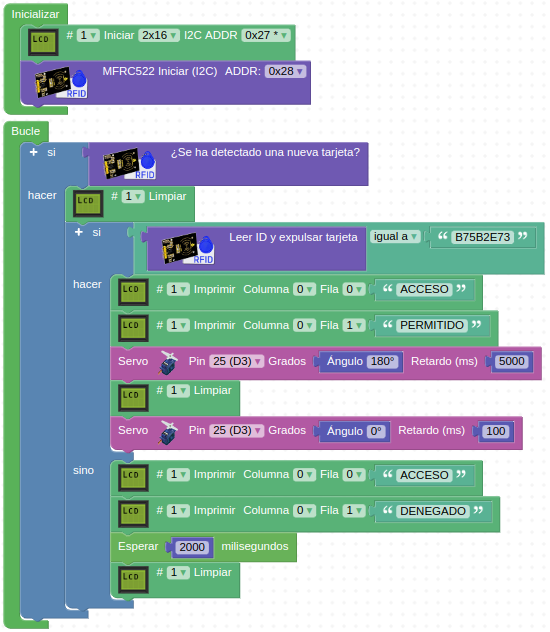 Inicializar
LCD # 1 Iniciar 2x16 I2C ADDR 0x27 *
RFID MFRC522 Iniciar (I2C) ADDR: 0x28
Bucle
+ si RFID ¿Se ha detectado una nueva tarjeta?
hacer LCD # 1 Limpiar
+ si RFID Leer ID y expulsar tarjeta igual a “ B75B2E73 ”
hacer LCD # 1 Imprimir Columna 0 Fila 0 “ ACCESO ”
LCD # 1 Imprimir Columna 0 Fila 1 “ PERMITIDO ”
Servo Pin 25 (D3) Grados Ángulo 180° Retardo (ms) 5000
LCD # 1 Limpiar
Servo Pin 25 (D3) Grados Ángulo 0° Retardo (ms) 100
sino LCD # 1 Imprimir Columna 0 Fila 0 “ ACCESO ”
LCD # 1 Imprimir Columna 0 Fila 1 “ DENEGADO ”
Esperar 2000 milisegundos
LCD # 1 Limpiar